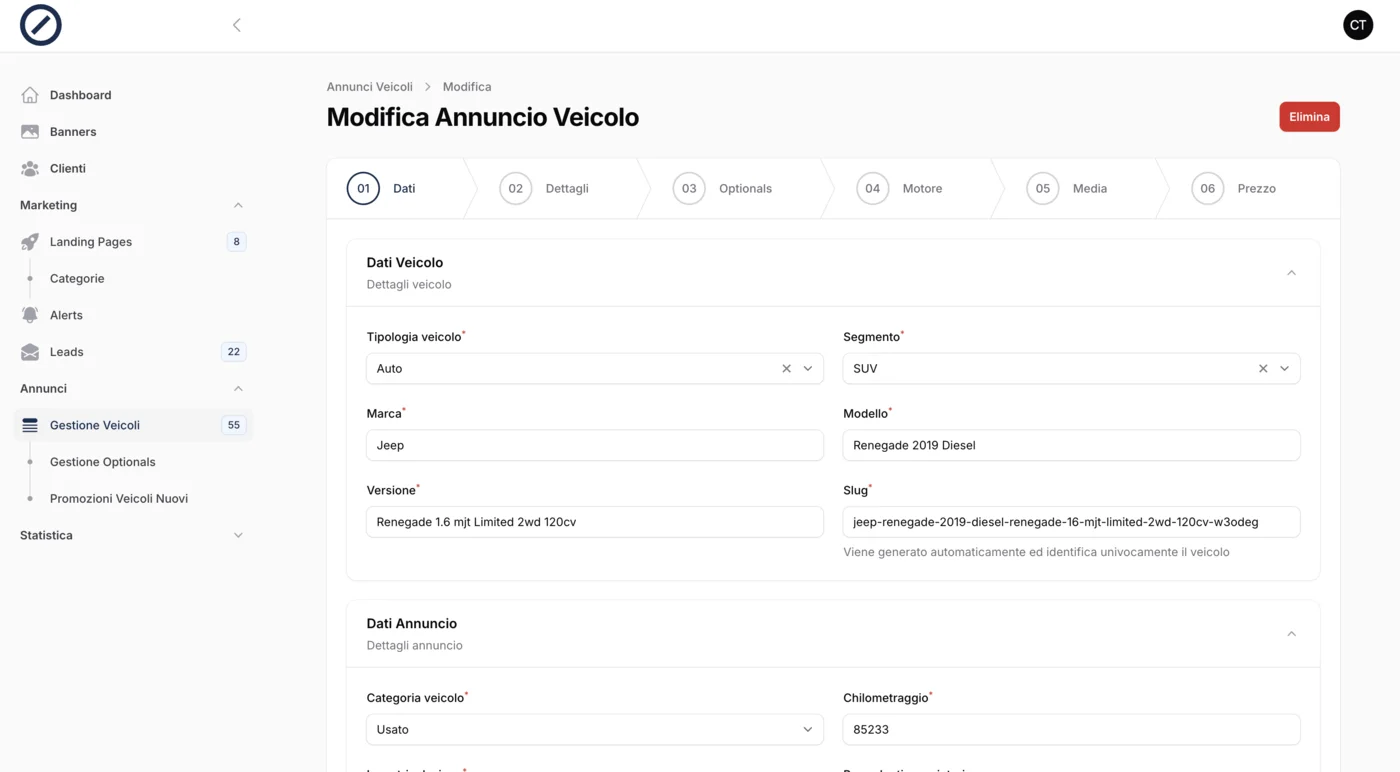 CT
Dashboard
Banners
Clienti
Marketing
Landing Pages 8
Categorie
Alerts
Leads 22
Annunci
Gestione Veicoli 55
Gestione Optionals
Promozioni Veicoli Nuovi
Statistica
Annunci Veicoli Modifica
Modifica Annuncio Veicolo
Elimina
01 Dati 02 Dettagli 03 Optionals 04 Motore 05 Media 06 Prezzo
Dati Veicolo
Dettagli veicolo
Tipologia veicolo* Segmento*
Auto SUV
Marca* Modello*
Jeep Renegade 2019 Diesel
Versione* Slug*
Renegade 1.6 mjt Limited 2wd 120cv jeep-renegade-2019-diesel-renegade-16-mjt-limited-2wd-120cv-w3odeg
Viene generato automaticamente ed identifica univocamente il veicolo
Dati Annuncio
Dettagli annuncio
Categoria veicolo* Chilometraggio*
Usato 85233